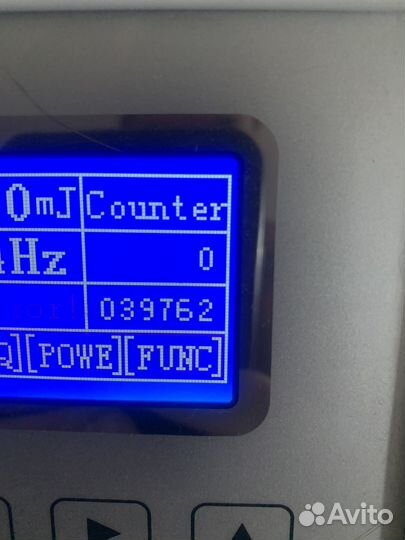 0mJ Counter
Hz 0
039762
Q][POWE][FUNC]
Avito